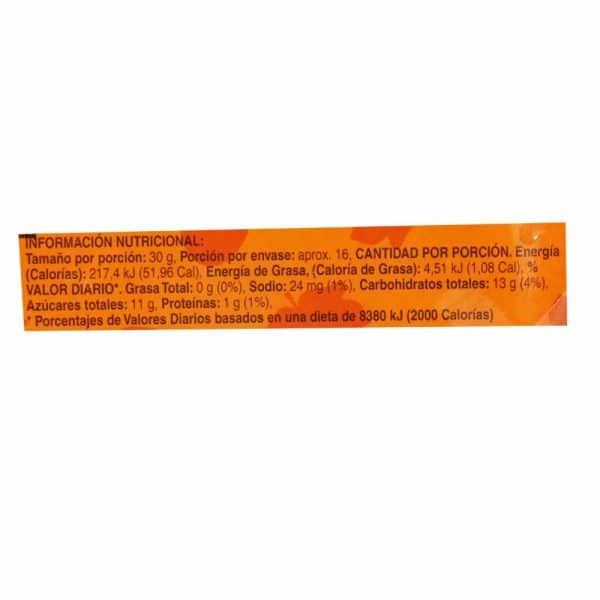 INFORMACIÓN NUTRICIONAL:
Tamaño por porción: 30 g, Porción por envase: aprox. 16, CANTIDAD POR PORCIÓN. Energía
(Calorías): 217,4 kJ (51,96 Cal), Energía de Grasa, (Caloría de Grasa): 4,51 kJ (1,08 Cal), %
VALOR DIARIO*. Grasa Total: 0 g (0%), Sodio: 24 mg (1%), Carbohidratos totales: 13 g (4%),
Azúcares totales: 11 g, Proteínas: 1 g (1%).
* Porcentajes de Valores Diarios basados en una dieta de 8380 kJ (2000 Calorías)